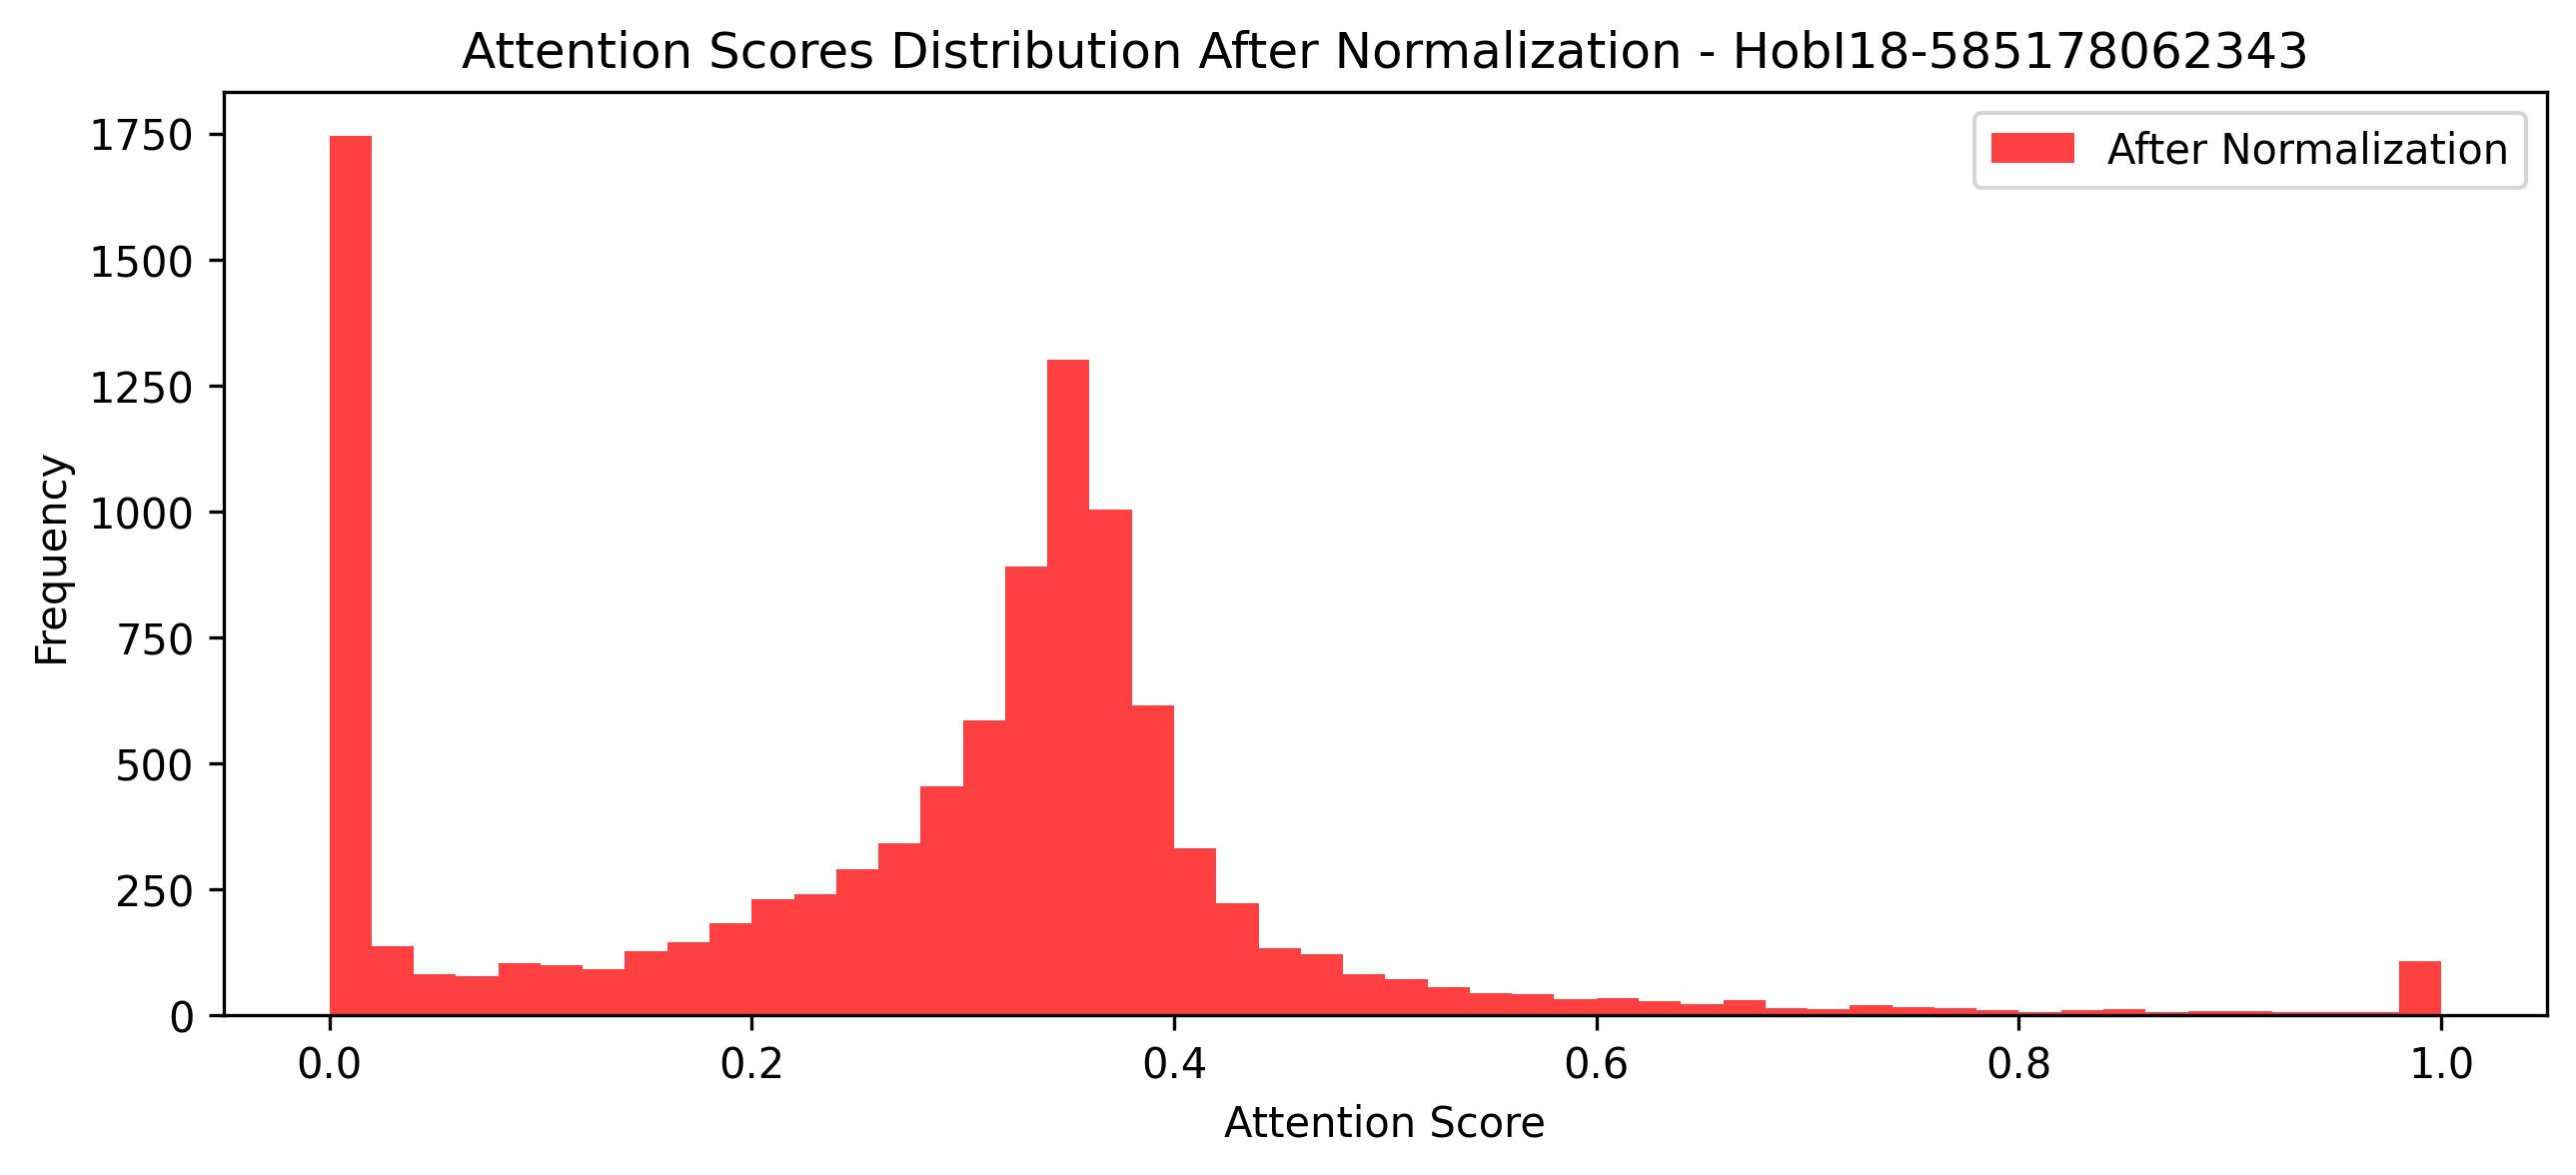 Attention Scores Distribution After Normalization - HobI18-585178062343
After Normalization
1750
1500
1250
1000
750
500
250
0
Frequency
0.0 0.2 0.4 0.6 0.8 1.0
Attention Score